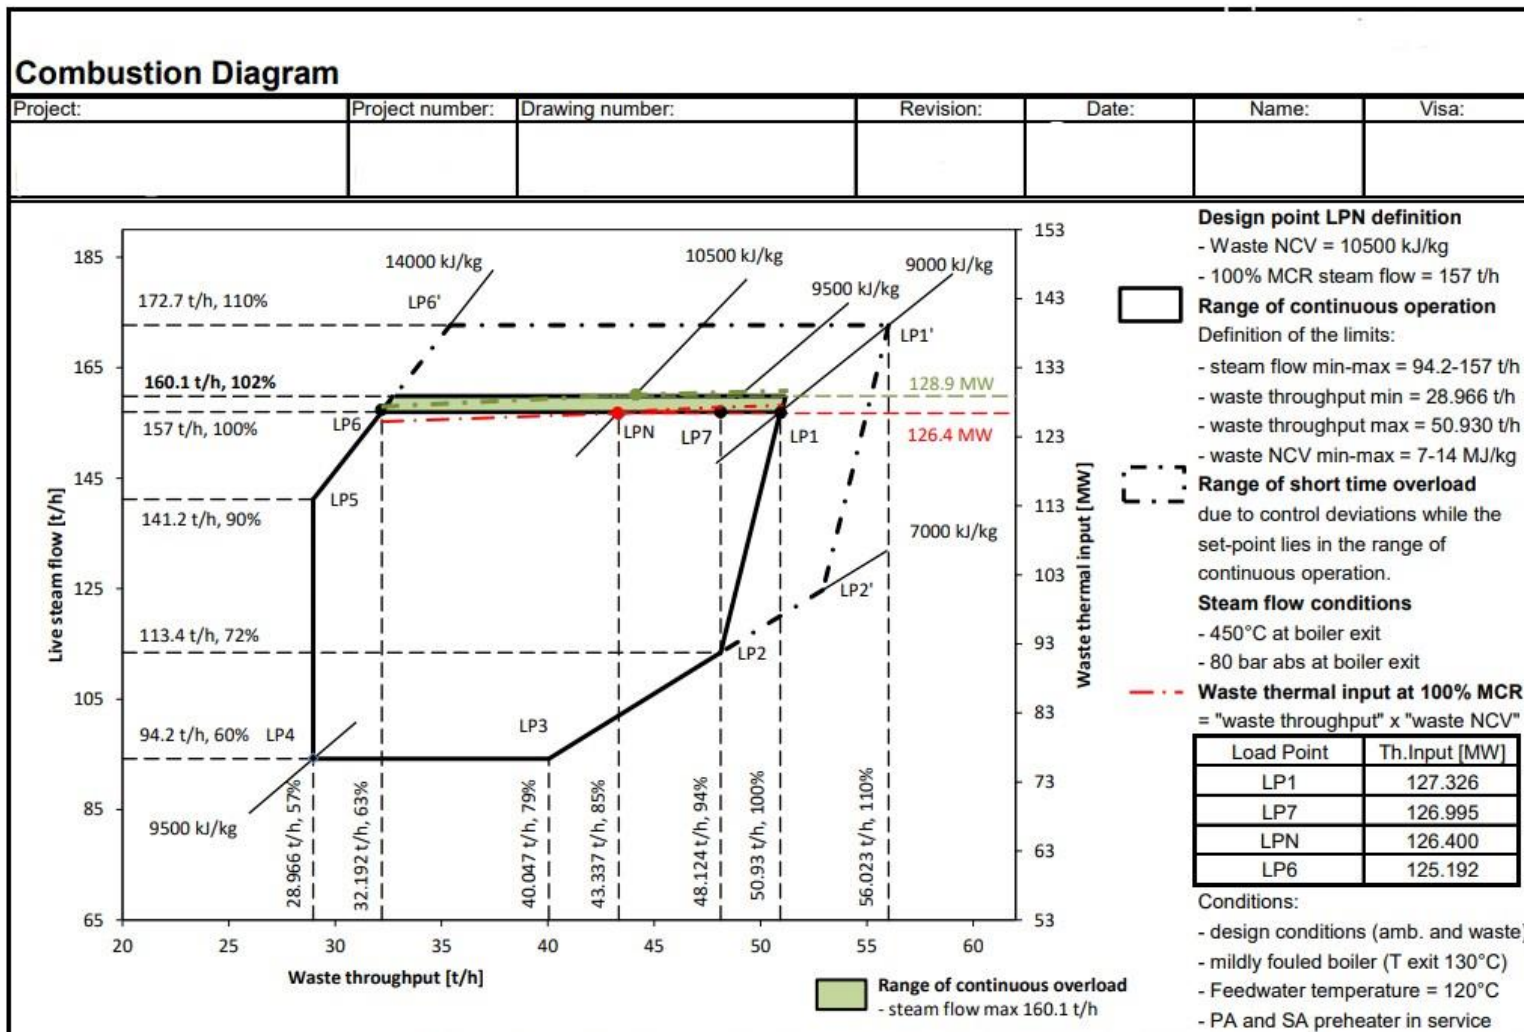 Combustion Diagram
Project:
Project number:
Drawing number:
Revision:
Date:
Name:
Visa:
185
165
145
125
105
85
65
Live steam flow [t/h]
172.7 t/h, 110%
160.1 t/h, 102%
157 t/h, 100%
141.2 t/h, 90%
113.4 t/h, 72%
94.2 t/h, 60%
14000 kJ/kg
10500 kJ/kg
9000 kJ/kg
9500 kJ/kg
LP6'
LP1'
128.9 MW
LP6
LPN
LP7
LP1
126.4 MW
LP5
7000 kJ/kg
LP2'
LP2
LP3
LP4
9500 kJ/kg
28.966 t/h, 57%
32.192 t/h, 63%
40.047 t/h, 79%
43.337 t/h, 85%
48.124 t/h, 94%
50.93 t/h, 100%
56.023 t/h, 110%
20
25
30
35
40
45
50
55
60
Waste throughput [t/h]
153
143
133
123
113
103
93
83
73
63
53
Waste thermal input [MW]
Range of continuous overload
- steam flow max 160.1 t/h
Design point LPN definition
- Waste NCV = 10500 kJ/kg
- 100% MCR steam flow = 157 t/h
Range of continuous operation
Definition of the limits:
- steam flow min-max = 94.2-157 t/h
- waste throughput min = 28.966 t/h
- waste throughput max = 50.930 t/h
- waste NCV min-max = 7-14 MJ/kg
Range of short time overload
due to control deviations while the
set-point lies in the range of
continuous operation.
Steam flow conditions
- 450°C at boiler exit
- 80 bar abs at boiler exit
Waste thermal input at 100% MCR
= "waste throughput" x "waste NCV"
Load Point Th.Input [MW]
LP1 127.326
LP7 126.995
LPN 126.400
LP6 125.192
Conditions:
- design conditions (amb. and waste)
- mildly fouled boiler (T exit 130°C)
- Feedwater temperature = 120°C
- PA and SA preheater in service